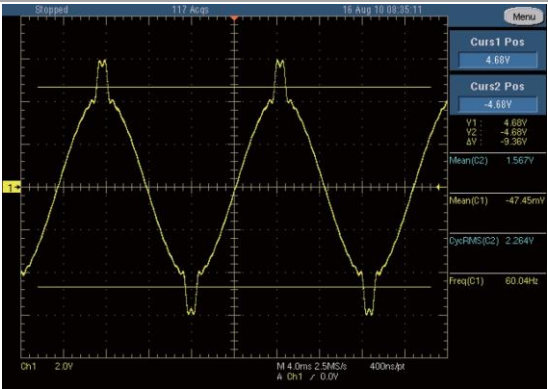 Stopped 117 Acqs 16 Aug 10 08:35:11
Menu
Curs1 Pos
4.68V
Curs2 Pos
-4.68V
V1 : 4.68V
V2 : -4.68V
ΔV : -9.36V
Mean(C2) 1.567V
1
Mean(C1) -47.45mV
CycRMS(C2) 2.264V
Freq(C1) 60.04Hz
Ch1 2.0V M 4.0ms 2.5MS/s 400ns/pt
A Ch1 ∕ 0.0V